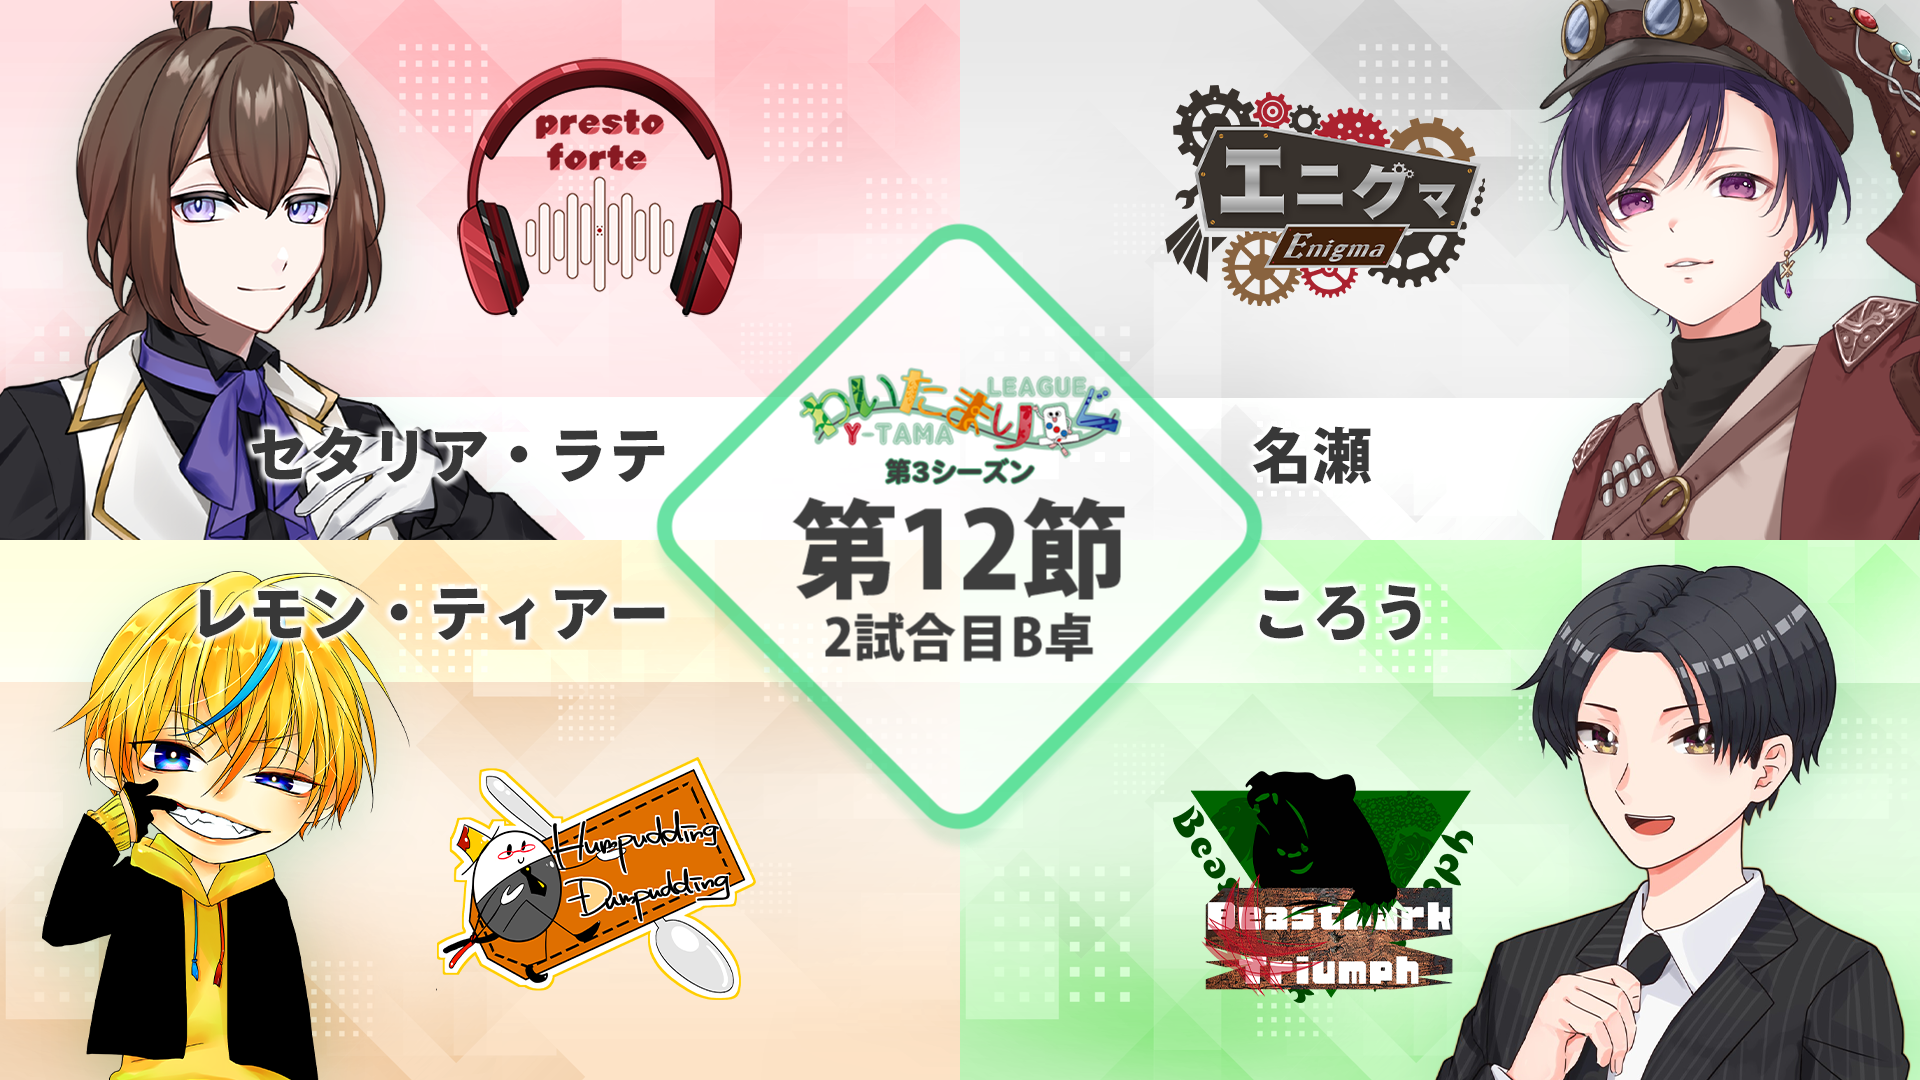 presto
forte
エニグマ
Enigma
セタリア・ラテ
名瀬
わいたまりーぐ
LEAGUE
Y-TAMA
第3シーズン
第12節
2試合目B卓
レモン・ティアー
ころう
Humpudding
Dumpudding
Beastmark
Triumph